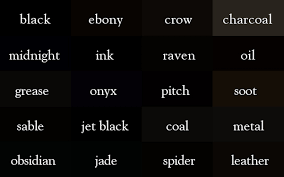 black ebony crow charcoal
midnight ink raven oil
grease onyx pitch soot
sable jet black coal metal
obsidian jade spider leather